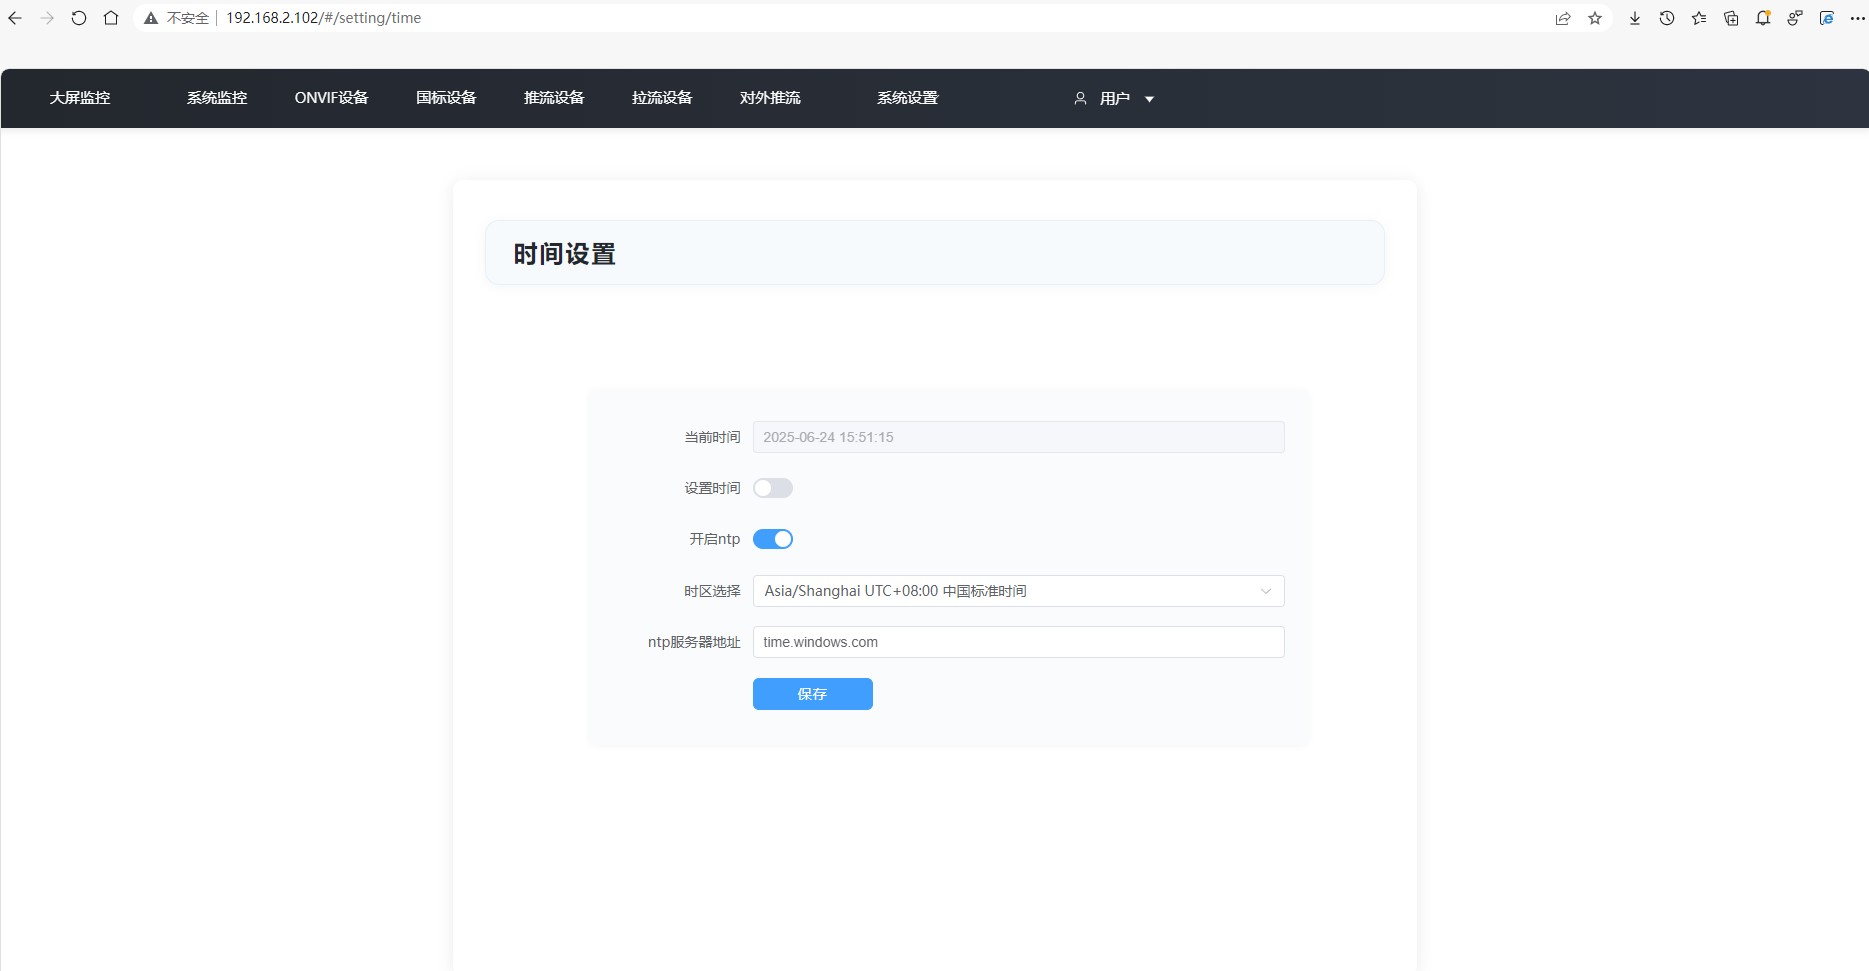 不安全 192.168.2.102/#/setting/time
大屏监控 系统监控 ONVIF设备 国标设备 推流设备 拉流设备 对外推流 系统设置 用户
时间设置
当前时间 2025-06-24 15:51:15
设置时间
开启ntp
时区选择 Asia/Shanghai UTC+08:00 中国标准时间
ntp服务器地址 time.windows.com
保存